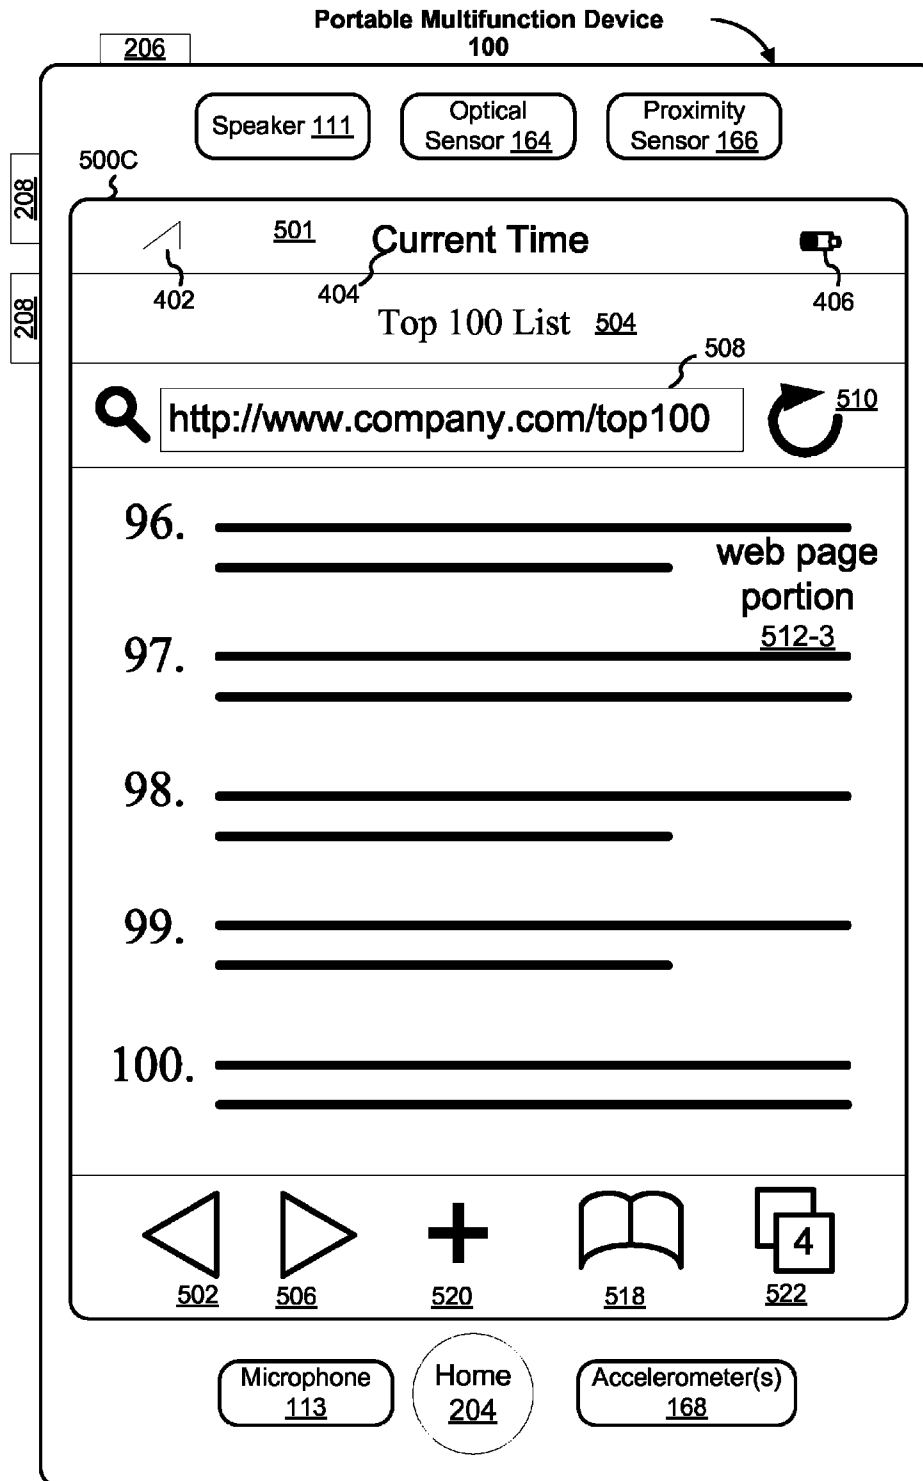 Portable Multifunction Device
100
206
Speaker 111
Optical
Sensor 164
Proximity
Sensor 166
500C
208
208
501
Current Time
402
404
406
Top 100 List 504
508
http://www.company.com/top100
510
96.
web page
portion
512-3
97.
98.
99.
100.
4
502
506
520
518
522
Microphone
113
Home
204
Accelerometer(s)
168